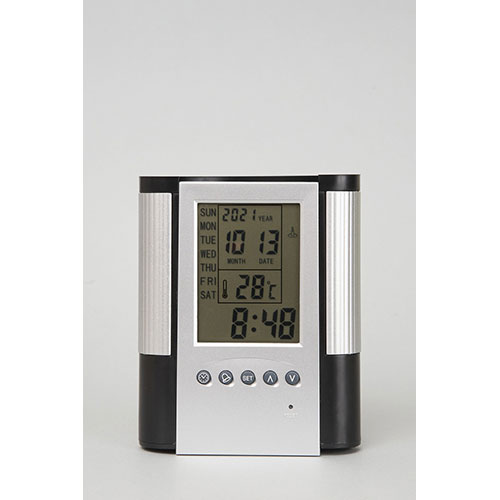 SUN 2021 YEAR
MON
TUE 10 13
WED MONTH DATE
THU
FRI 28°C
SAT
8:48
SET